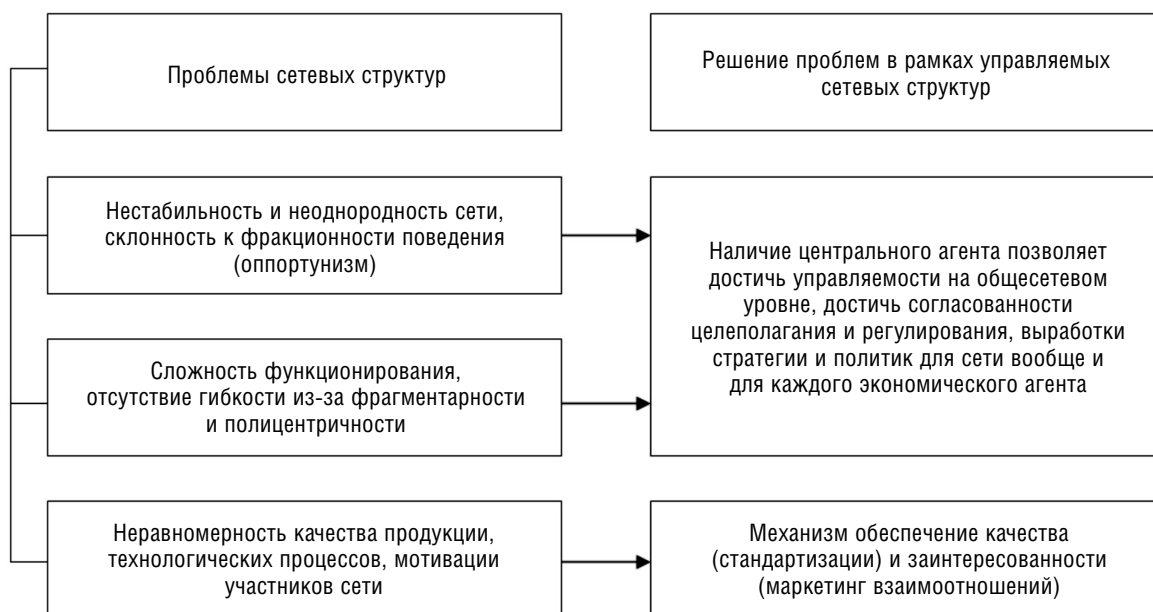 Проблемы сетевых структур
Решение проблем в рамках управляемых
сетевых структур
Нестабильность и неоднородность сети,
склонность к фракционности поведения
(оппортунизм)
Наличие центрального агента позволяет
достичь управляемости на общесетевом
уровне, достичь согласованности
целеполагания и регулирования, выработки
стратегии и политик для сети вообще и
для каждого экономического агента
Сложность функционирования,
отсутствие гибкости из-за фрагментарности
и полицентричности
Неравномерность качества продукции,
технологических процессов, мотивации
участников сети
Механизм обеспечение качества
(стандартизации) и заинтересованности
(маркетинг взаимоотношений)